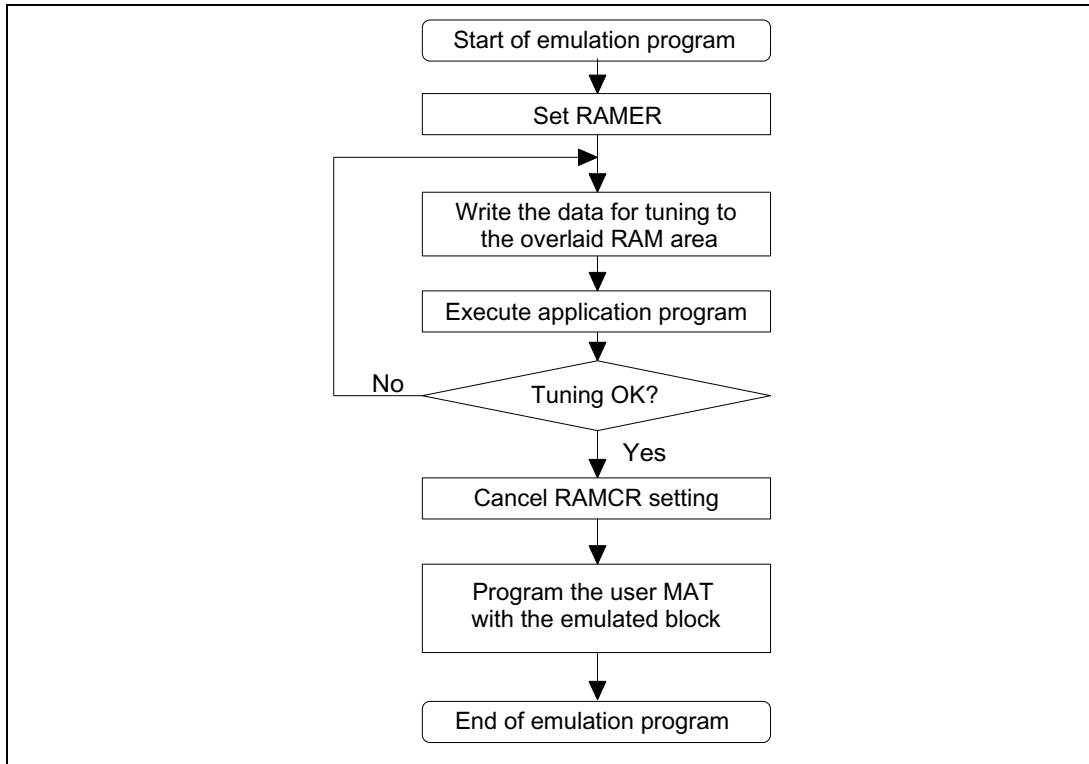 Start of emulation program
Set RAMER
Write the data for tuning to
the overlaid RAM area
Execute application program
No
Tuning OK?
Yes
Cancel RAMCR setting
Program the user MAT
with the emulated block
End of emulation program